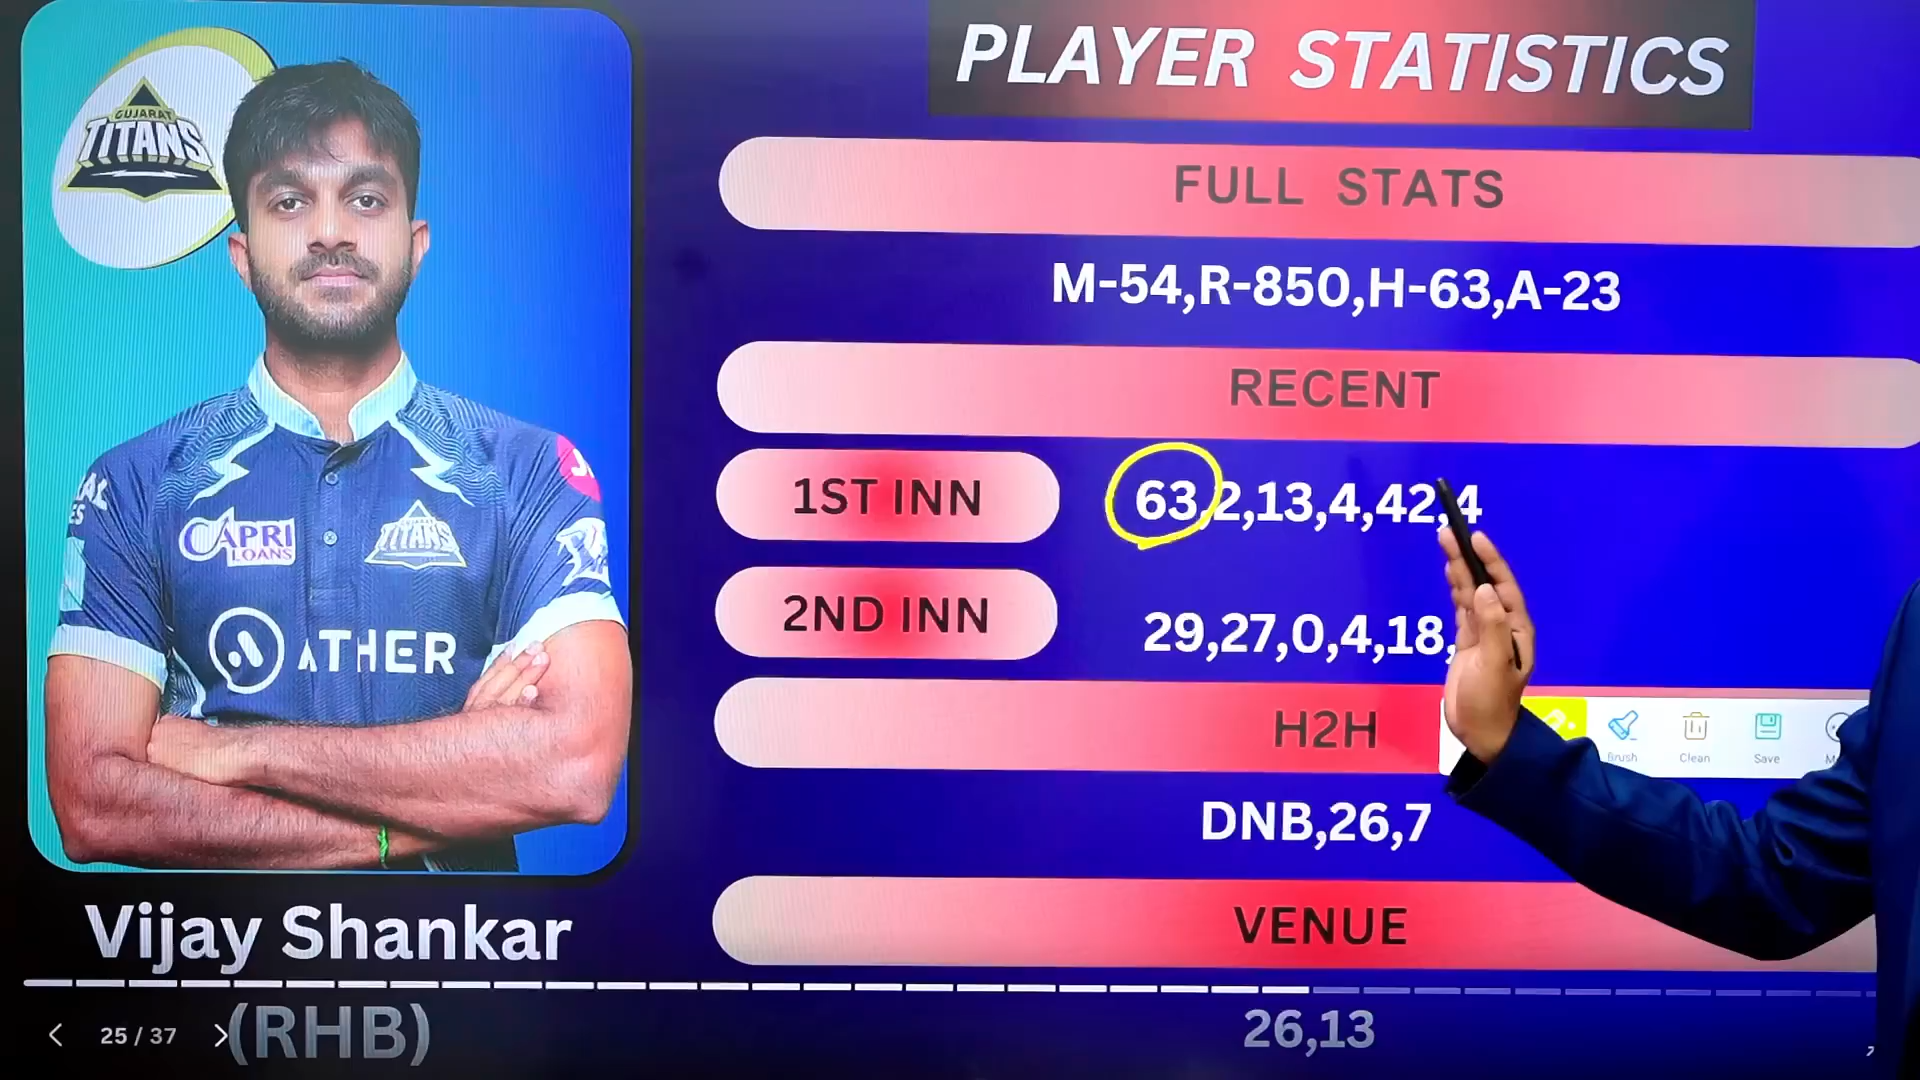 PLAYER STATISTICS
GUJARAT
TITANS
FULL STATS
M-54,R-850,H-63,A-23
RECENT
1ST INN
63,2,13,4,42,4
2ND INN
29,27,0,4,18,
CAPRI
LOANS
TITANS
ATHER
H2H
Brush
Clean
Save
DNB,26,7
Vijay Shankar
(RHB)
VENUE
26,13
25 / 37